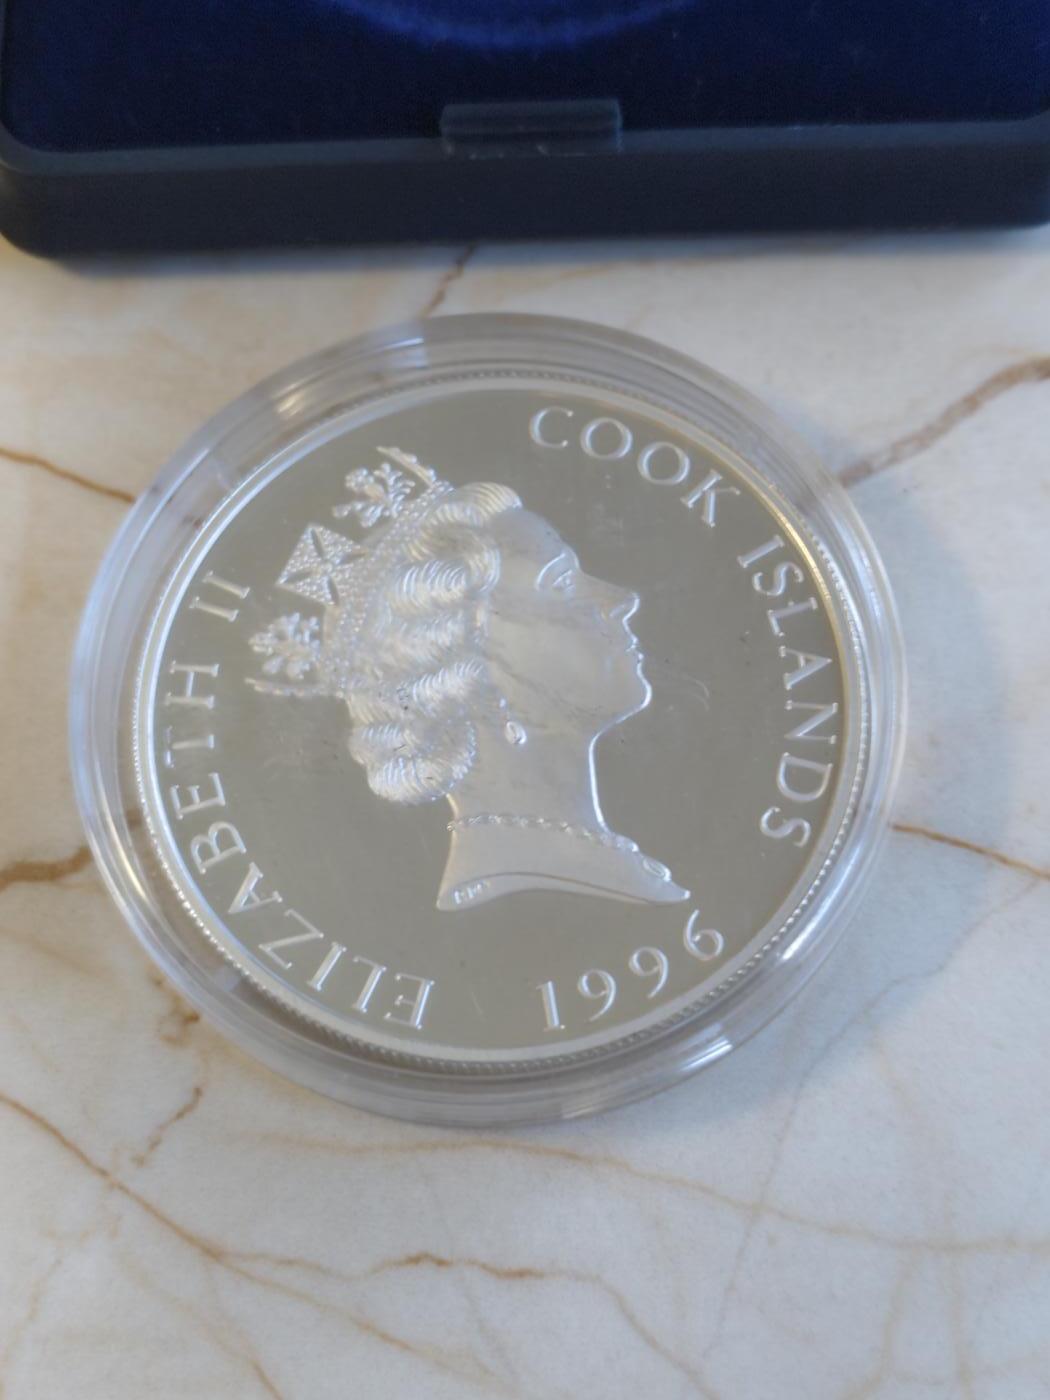 ELIZABETH II
COOK ISLANDS
1996